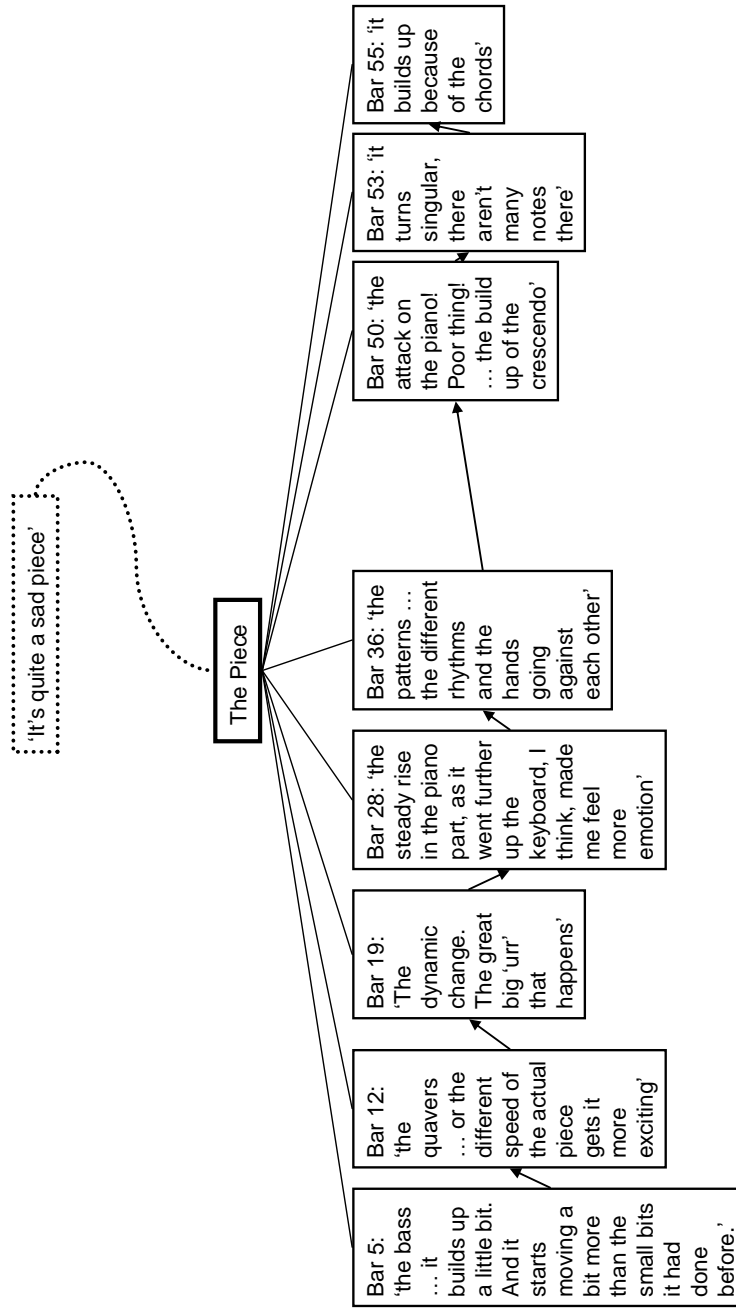 ‘It’s quite a sad piece’
The Piece
Bar 5:
‘the bass
… it
builds up
a little bit.
And it
starts
moving a
bit more
than the
small bits
it had
done
before.’
Bar 12:
‘the
quavers
… or the
different
speed of
the actual
piece
gets it
more
exciting’
Bar 19:
‘The
dynamic
change.
The great
big ‘urr’
that
happens’
Bar 28: ‘the
steady rise
in the piano
part, as it
went further
up the
keyboard, I
think, made
me feel
more
emotion’
Bar 36: ‘the
patterns …
the different
rhythms
and the
hands
going
against
each other’
Bar 50: ‘the
attack on
the piano!
Poor thing!
… the build
up of the
crescendo’
Bar 53: ‘it
turns
singular,
there
aren’t
many
notes
there’
Bar 55: ‘it
builds up
because
of the
chords’